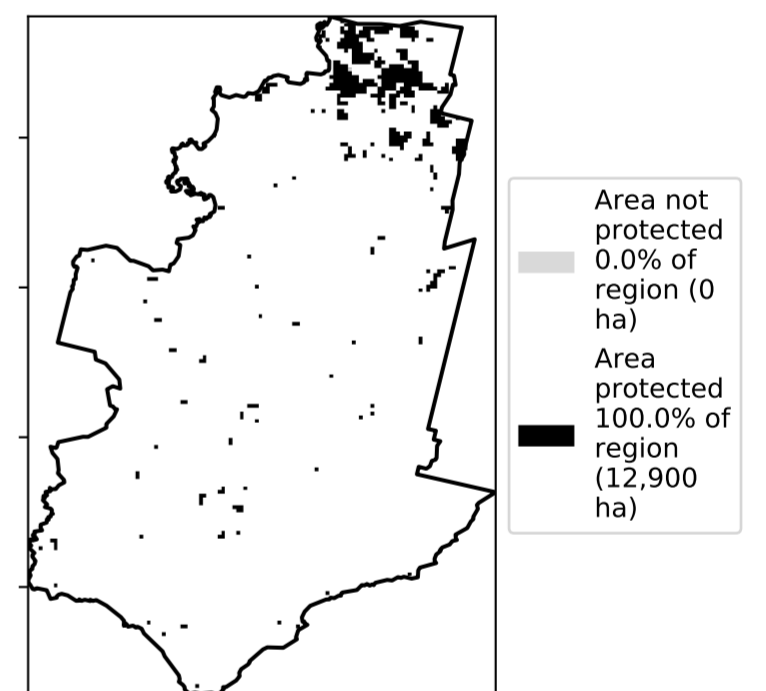 Area not
protected
0.0% of
region (0
ha)
Area
protected
100.0% of
region
(12,900
ha)